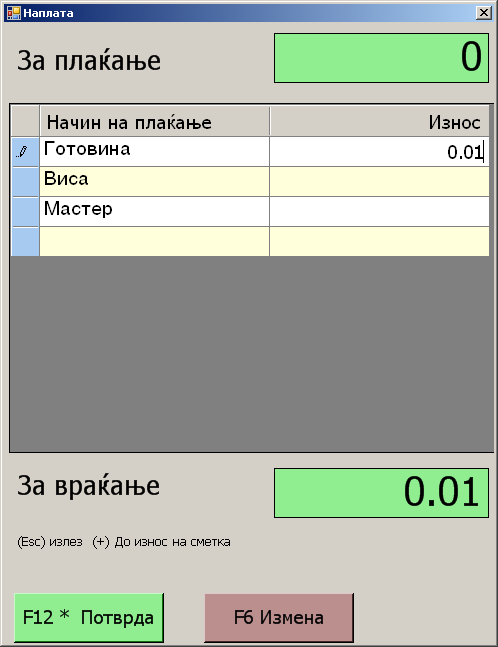 Наплата
За плаќање 0
Начин на плаќање Износ
Готовина 0.01
Виса
Мастер
За враќање 0.01
(Esc) излез (+) До износ на сметка
F12 * Потврда F6 Измена